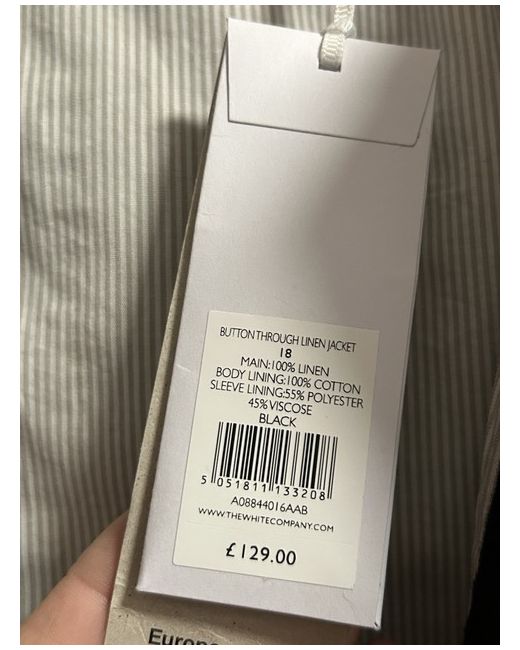 BUTTON THROUGH LINEN JACKET
18
MAIN:100% LINEN
BODY LINING:100% COTTON
SLEEVE LINING:55% POLYESTER
45% VISCOSE
BLACK
5 051811 133208
A08844016AAB
WWW.THEWHITECOMPANY.COM
£129.00